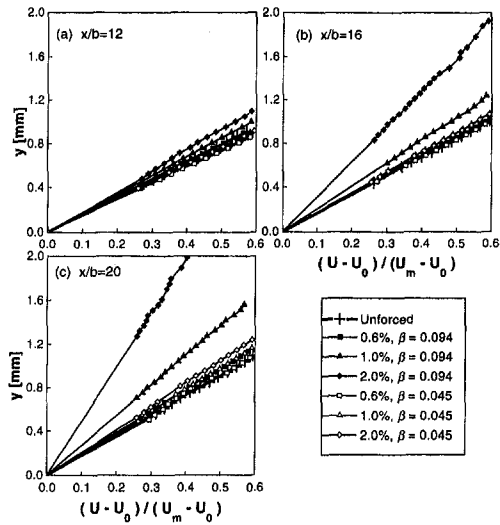 (a) x/b=12
y [mm]
2.0
1.6
1.2
0.8
0.4
0.0
0.0 0.1 0.2 0.3 0.4 0.5 0.6
(b) x/b=16
2.0
1.6
1.2
0.8
0.4
0.0
0.0 0.1 0.2 0.3 0.4 0.5 0.6
(U - U₀) / (Uₘ - U₀)
(c) x/b=20
y [mm]
2.0
1.6
1.2
0.8
0.4
0.0
0.0 0.1 0.2 0.3 0.4 0.5 0.6
(U - U₀) / (Uₘ - U₀)
Unforced
0.6%, β = 0.094
1.0%, β = 0.094
2.0%, β = 0.094
0.6%, β = 0.045
1.0%, β = 0.045
2.0%, β = 0.045